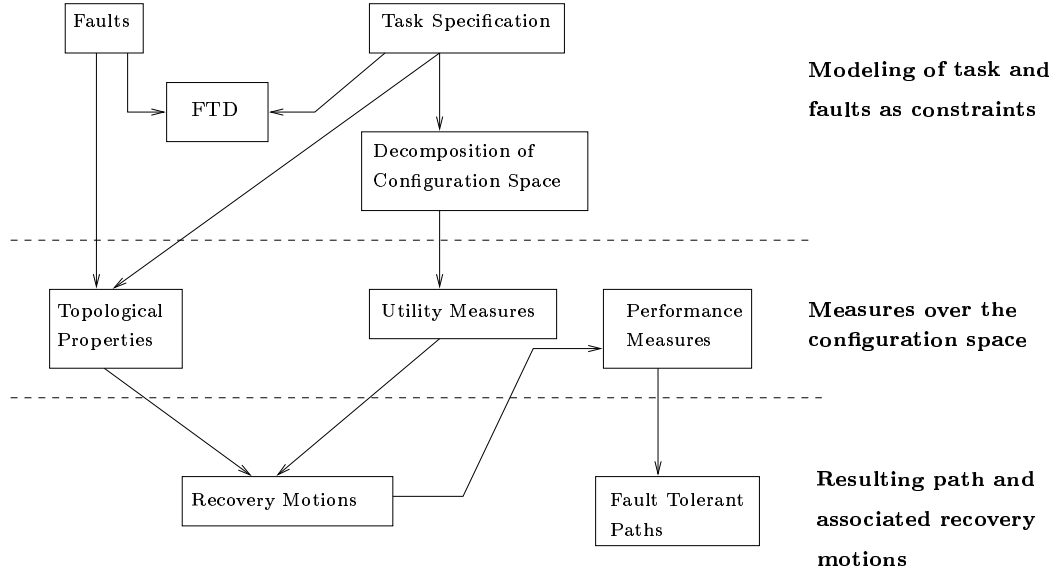 Faults
Task Specification
FTD
Modeling of task and
faults as constraints
Decomposition of
Configuration Space
Topological
Properties
Utility Measures
Performance
Measures
Measures over the
configuration space
Recovery Motions
Fault Tolerant
Paths
Resulting path and
associated recovery
motions